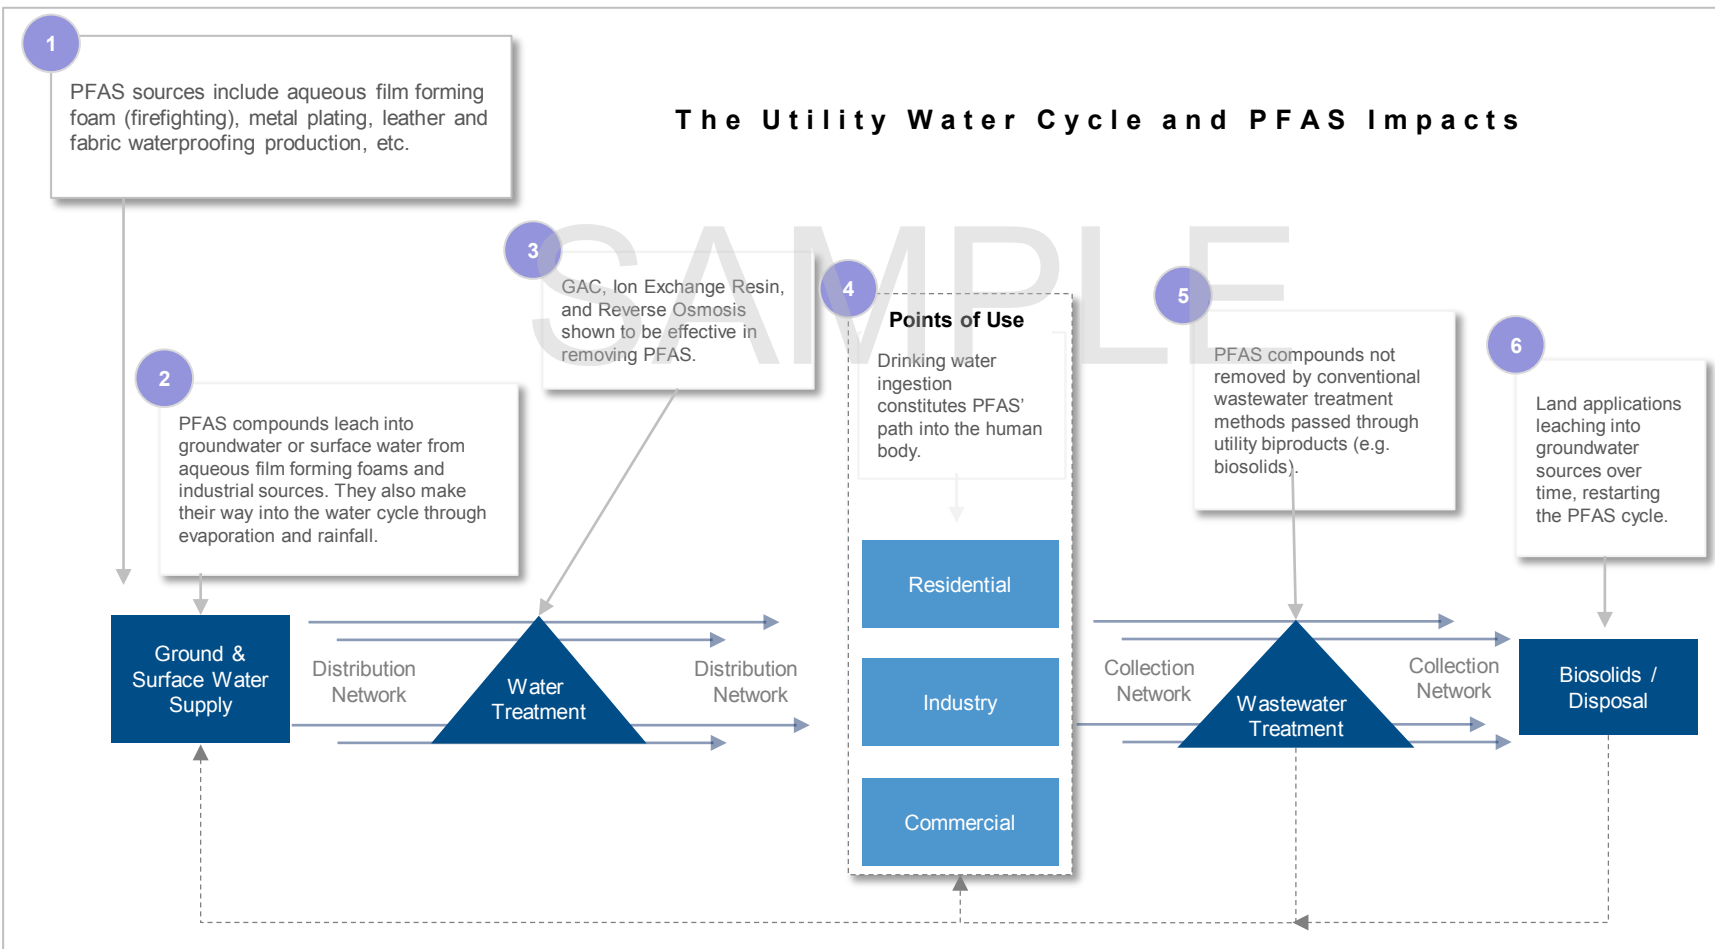 1
PFAS sources include aqueous film forming
foam (firefighting), metal plating, leather and
fabric waterproofing production, etc.
The Utility Water Cycle and PFAS Impacts
SAMPLE
2
PFAS compounds leach into
groundwater or surface water from
aqueous film forming foams and
industrial sources. They also make
their way into the water cycle through
evaporation and rainfall.
3
GAC, Ion Exchange Resin,
and Reverse Osmosis
shown to be effective in
removing PFAS.
4
Points of Use
Drinking water
ingestion
constitutes PFAS’
path into the human
body.
5
PFAS compounds not
removed by conventional
wastewater treatment
methods passed through
utility biproducts (e.g.
biosolids).
6
Land applications
leaching into
groundwater
sources over
time, restarting
the PFAS cycle.
Ground &
Surface Water
Supply
Distribution
Network
Water
Treatment
Distribution
Network
Residential
Industry
Commercial
Collection
Network
Wastewater
Treatment
Collection
Network
Biosolids /
Disposal